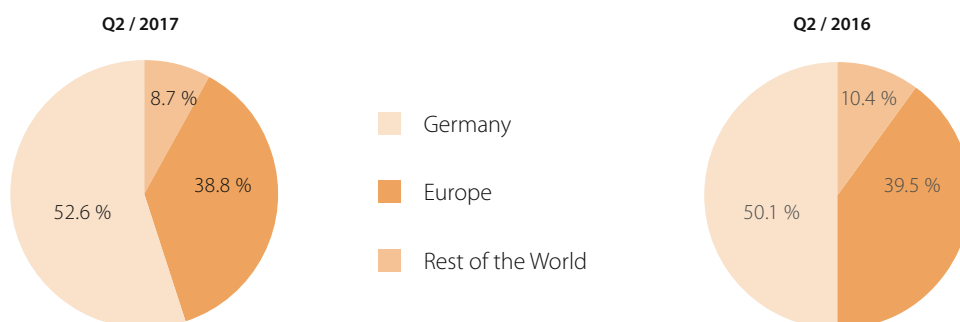 Q2 / 2017
8.7 %
38.8 %
52.6 %
Germany
Europe
Rest of the World
Q2 / 2016
10.4 %
39.5 %
50.1 %